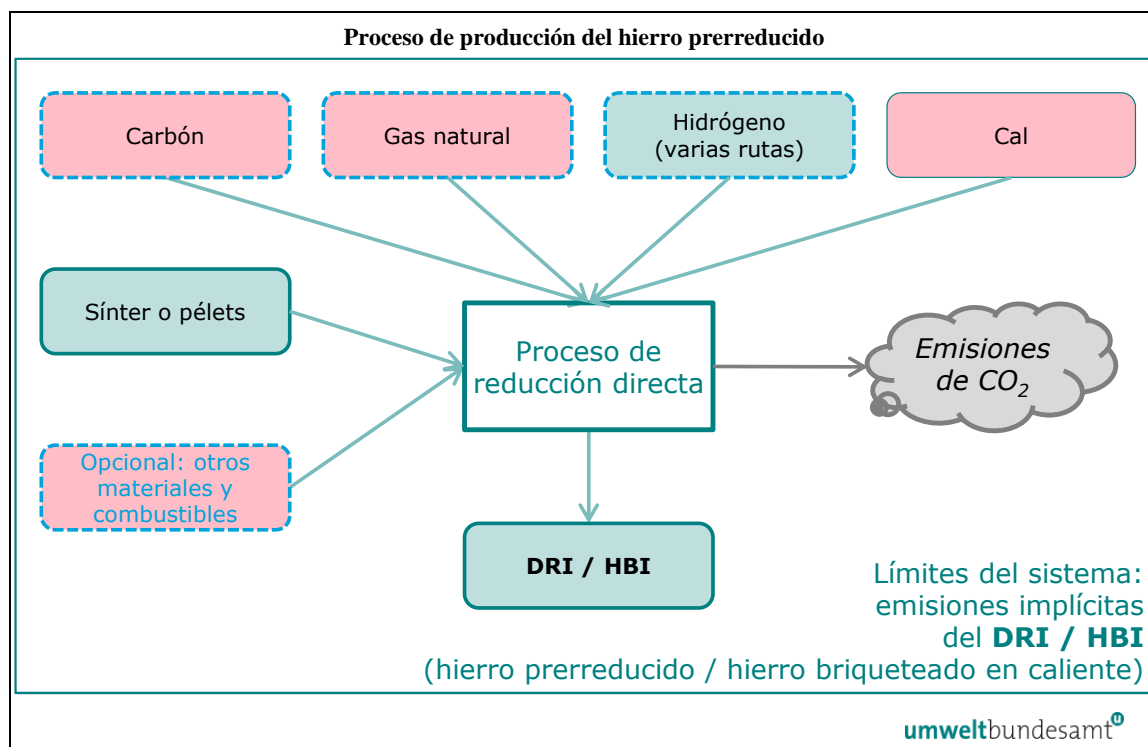 Proceso de producción del hierro prerreducido
Carbón
Gas natural
Hidrógeno
(varias rutas)
Cal
Sínter o pélets
Proceso de
reducción directa
Emisiones
de CO2
Opcional: otros
materiales y
combustibles
DRI / HBI
Límites del sistema:
emisiones implícitas
del DRI / HBI
(hierro prerreducido / hierro briqueteado en caliente)
umweltbundesamt u